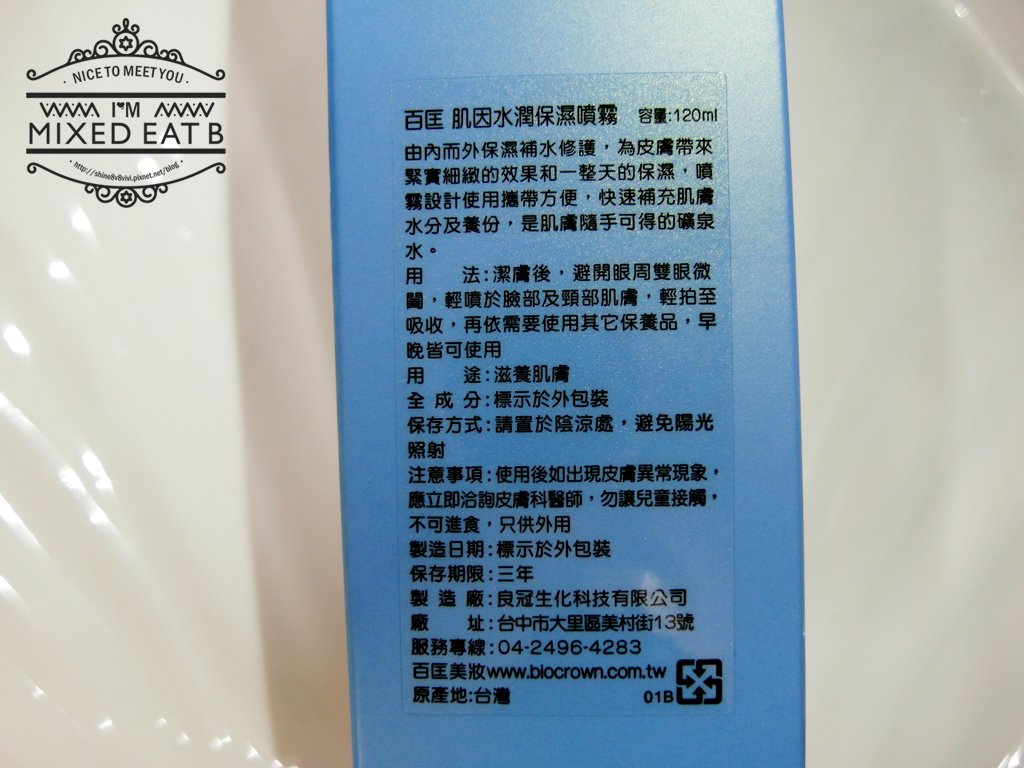 NICE TO MEET YOU
I'M
MIXED EAT B
http://shine8v8vivi.pixnet.net/blog
百匡 肌因水潤保濕噴霧 容量:120ml
由內而外保濕補水修護，為皮膚帶來
緊實細緻的效果和一整天的保濕，噴
霧設計使用攜帶方便，快速補充肌膚
水分及養份，是肌膚隨手可得的礦泉
水。
用 法:潔膚後，避開眼周雙眼微
闔，輕噴於臉部及頸部肌膚，輕拍至
吸收，再依需要使用其它保養品，早
晚皆可使用
用 途:滋養肌膚
全 成 分:標示於外包裝
保存方式:請置於陰涼處，避免陽光
照射
注意事項:使用後如出現皮膚異常現象，
應立即洽詢皮膚科醫師，勿讓兒童接觸，
不可進食，只供外用
製造日期:標示於外包裝
保存期限:三年
製 造 廠:良冠生化科技有限公司
廠 址:台中市大里區美村街13號
服務專線:04-2496-4283
百匡美妝www.biocrown.com.tw
原產地:台灣 01B